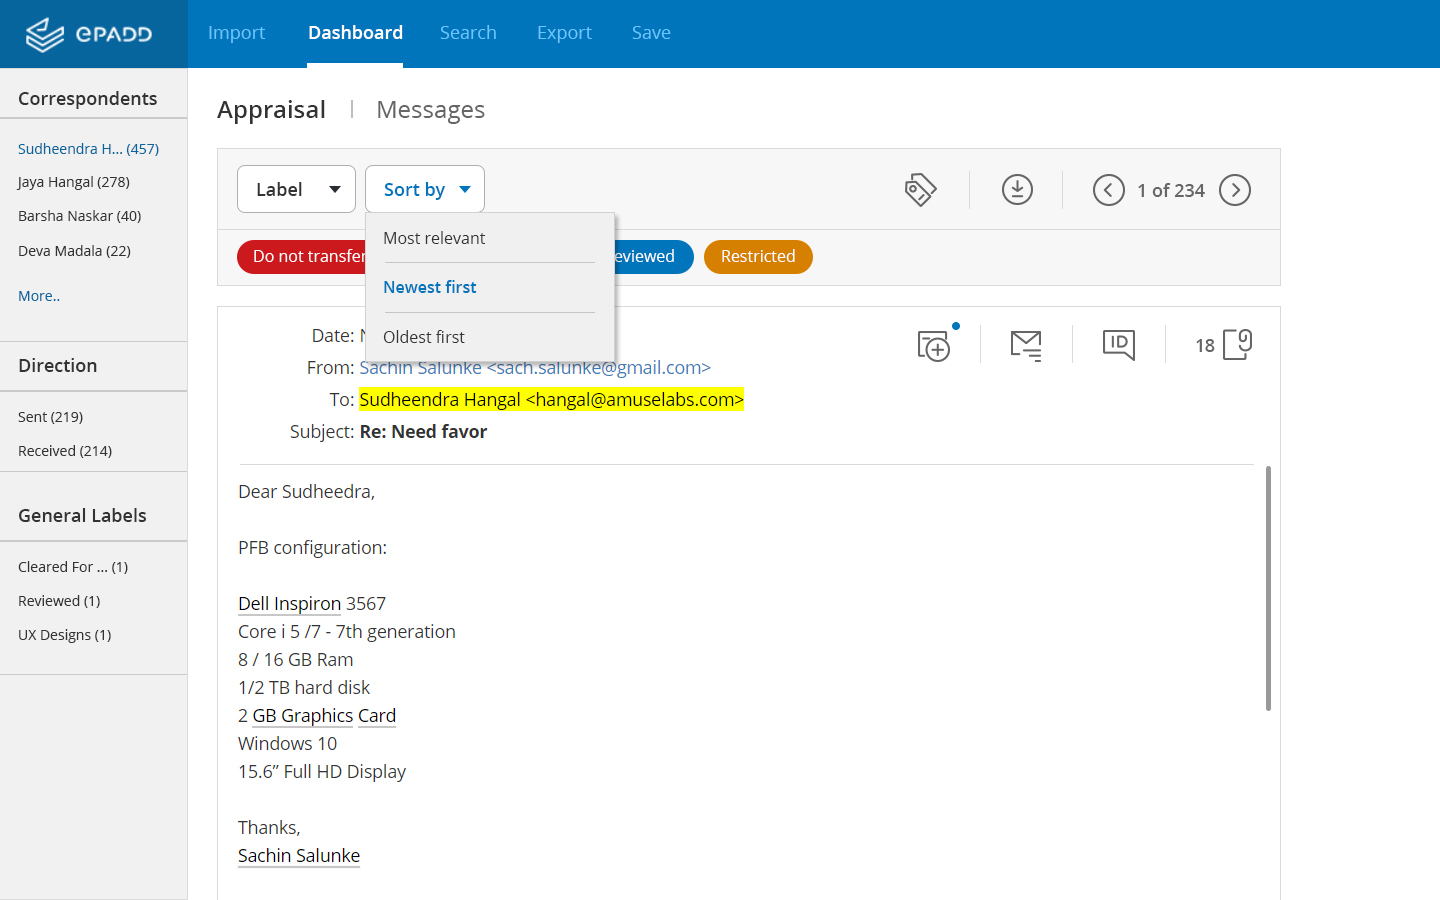 ePADD
Import
Dashboard
Search
Export
Save
Correspondents
Sudheendra H... (457)
Jaya Hangal (278)
Barsha Naskar (40)
Deva Madala (22)
More..
Direction
Sent (219)
Received (214)
General Labels
Cleared For ... (1)
Reviewed (1)
UX Designs (1)
Appraisal
Messages
Label
Sort by
1 of 234
Most relevant
Newest first
Oldest first
Do not transfer
Restricted
Date:
From: Sachin Salunke <sach.salunke@gmail.com>
To: Sudheendra Hangal <hangal@amuselabs.com>
Subject: Re: Need favor
ID
18
Dear Sudheedra,
PFB configuration:
Dell Inspiron 3567
Core i 5 /7 - 7th generation
8 / 16 GB Ram
1/2 TB hard disk
2 GB Graphics Card
Windows 10
15.6” Full HD Display
Thanks,
Sachin Salunke